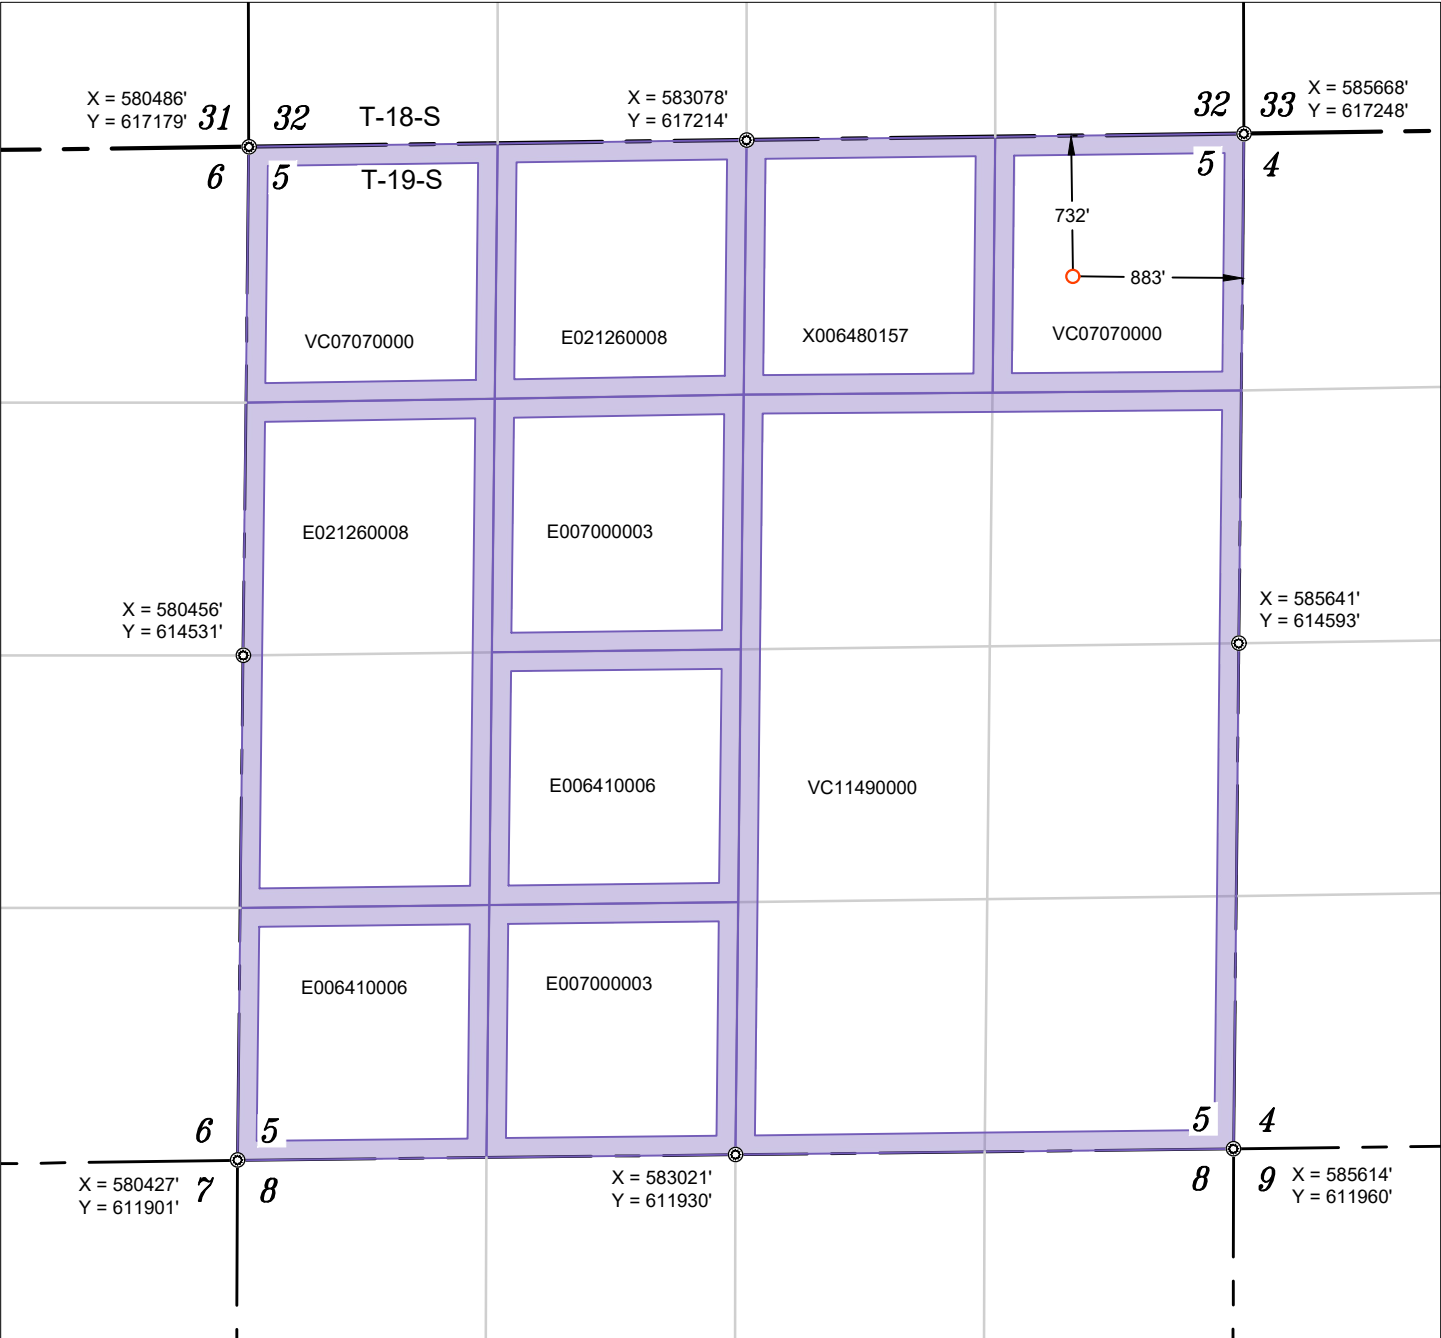 X = 580486'
Y = 617179'
31
32
T-18-S
X = 583078'
Y = 617214'
32
33
X = 585668'
Y = 617248'
6
5
T-19-S
5
4
732'
883'
VC07070000
E021260008
X006480157
VC07070000
E021260008
E007000003
X = 580456'
Y = 614531'
X = 585641'
Y = 614593'
E006410006
VC11490000
E006410006
E007000003
6
5
5
4
X = 580427'
Y = 611901'
7
8
X = 583021'
Y = 611930'
8
9
X = 585614'
Y = 611960'